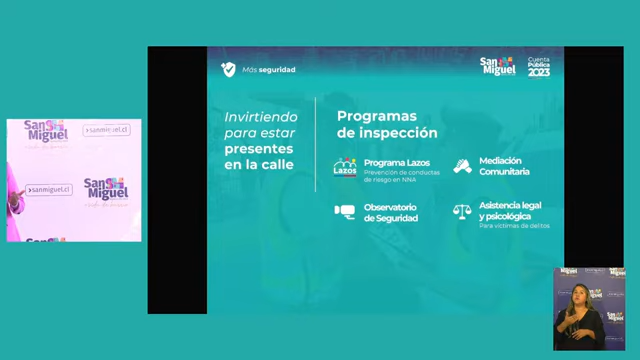 Más seguridad
San Miguel
Cuenta
Pública
2023
Invirtiendo
para estar
presentes
en la calle
Programas
de inspección
Lazos
Programa Lazos
Prevención de conductas
de riesgo en NNA
Mediación
Comunitaria
Observatorio
de Seguridad
Asistencia legal
y psicológica
Para víctimas de delitos
San Miguel
sanmiguel.cl
sanmiguel.cl
San Miguel
San Miguel